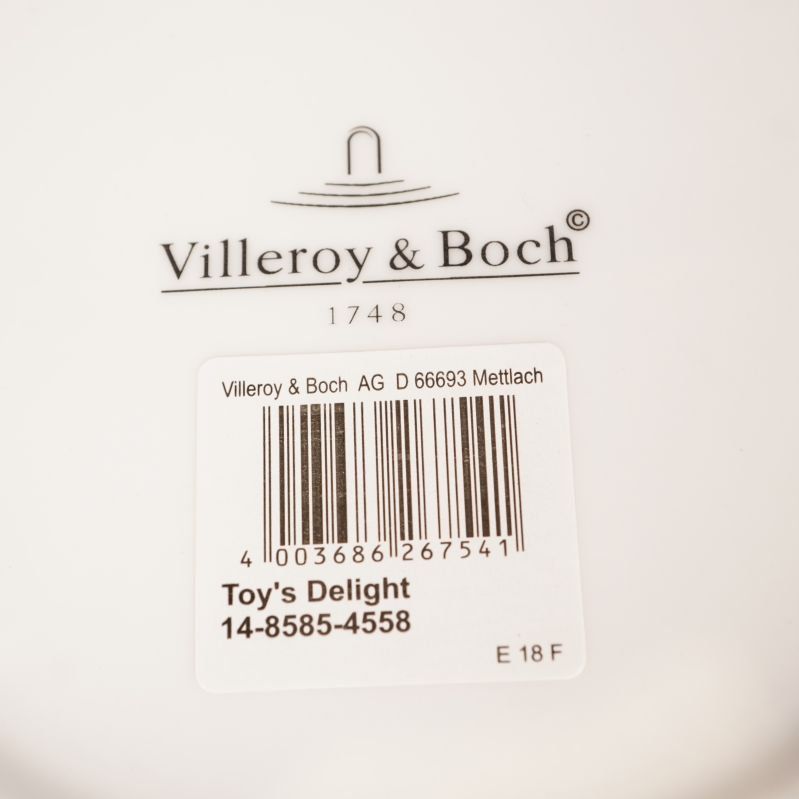 Villeroy & Boch©
1748
Villeroy & Boch AG D 66693 Mettlach
4 003686 267541
Toy's Delight
14-8585-4558
E 18 F